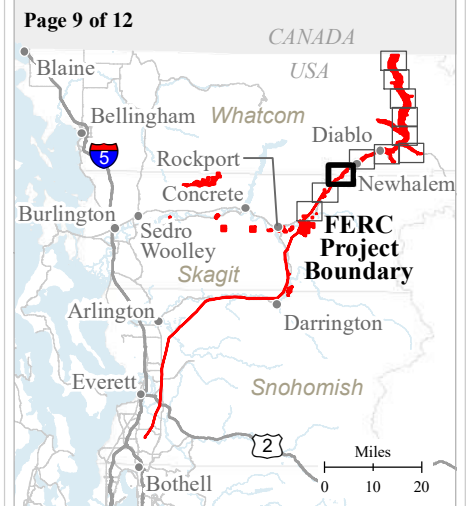 Page 9 of 12
CANADA
USA
Blaine
Bellingham
Whatcom
Diablo
5
Rockport
Newhalem
Concrete
Burlington
Sedro
Woolley
FERC
Project
Boundary
Skagit
Arlington
Darrington
Everett
Snohomish
2
Miles
Bothell
0 10 20